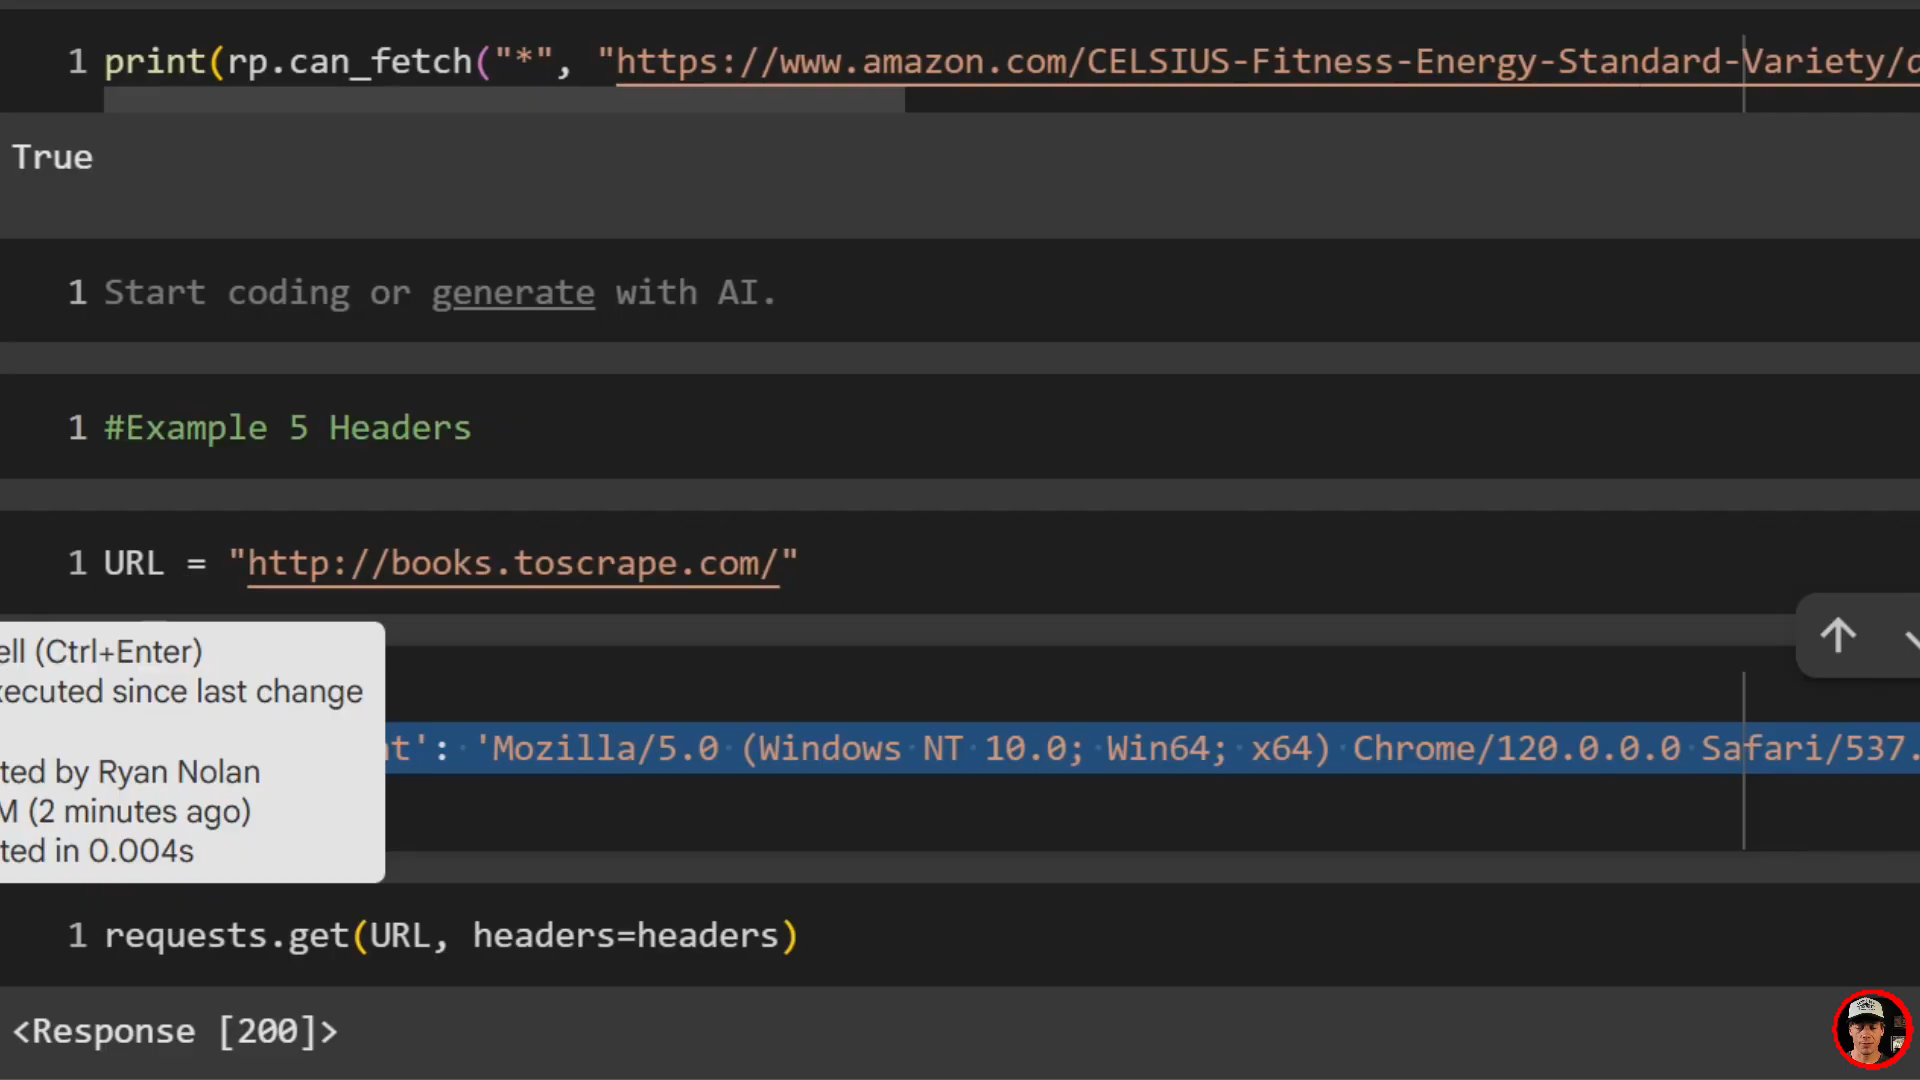 1 print(rp.can_fetch("*", "https://www.amazon.com/CELSIUS-Fitness-Energy-Standard-Variety/d
True
1 Start coding or generate with AI.
1 #Example 5 Headers
1 URL = "http://books.toscrape.com/"
ell (Ctrl+Enter)
xecuted since last change
nt': 'Mozilla/5.0 (Windows NT 10.0; Win64; x64) Chrome/120.0.0.0 Safari/537.
ted by Ryan Nolan
M (2 minutes ago)
ted in 0.004s
1 requests.get(URL, headers=headers)
<Response [200]>